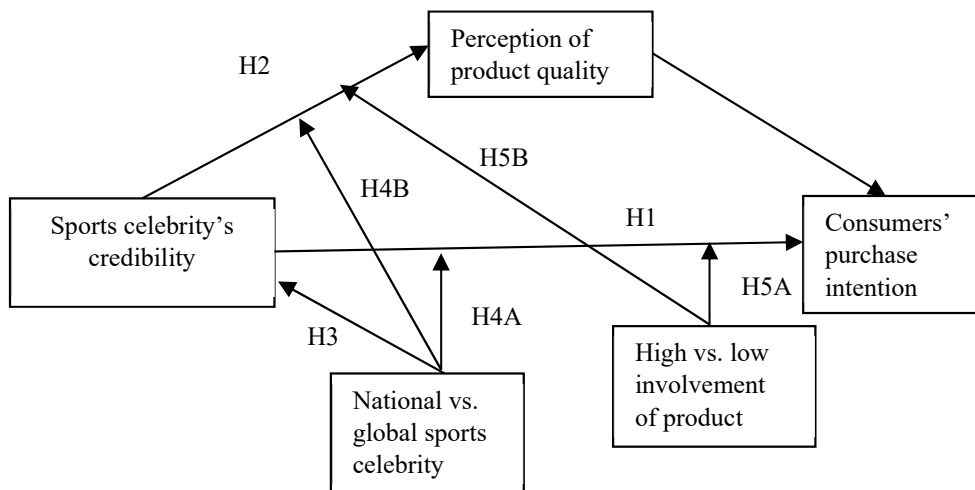 Perception of
product quality
H2
H5B
H4B
Sports celebrity’s
credibility
H1
Consumers’
purchase
intention
H5A
H4A
H3
High vs. low
involvement
of product
National vs.
global sports
celebrity